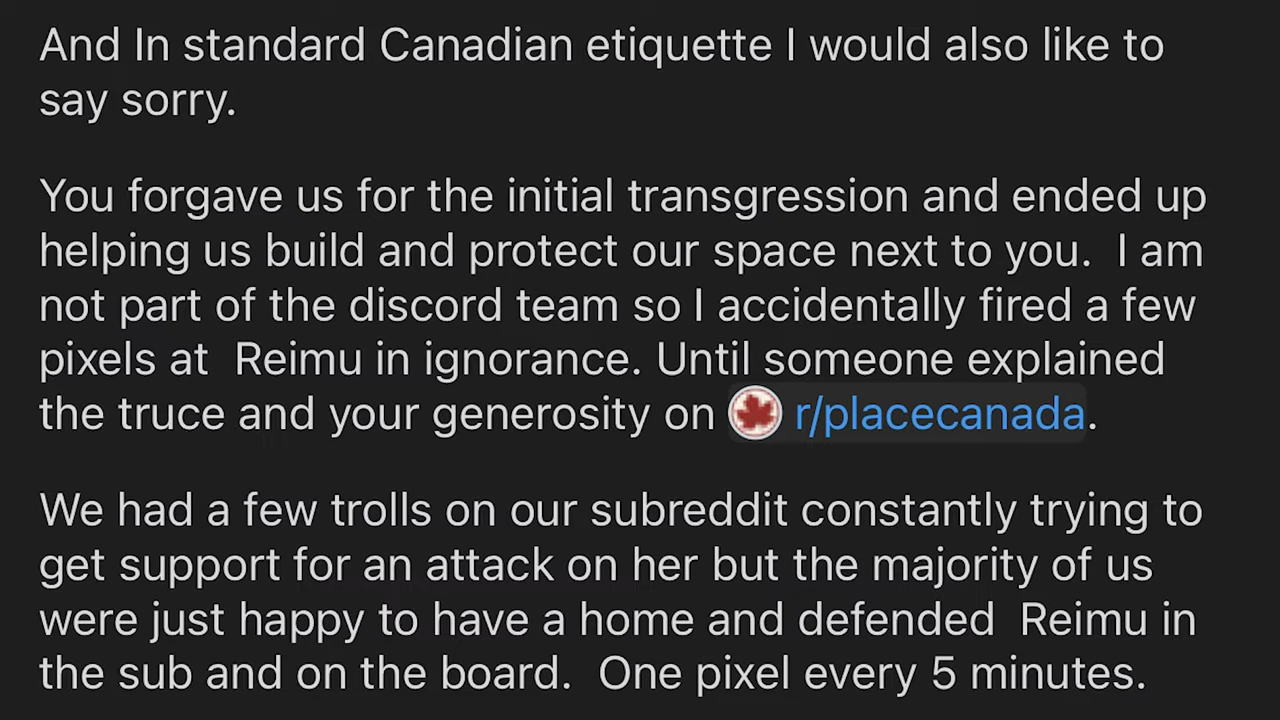 And In standard Canadian etiquette I would also like to
say sorry.
You forgave us for the initial transgression and ended up
helping us build and protect our space next to you.  I am
not part of the discord team so I accidentally fired a few
pixels at  Reimu in ignorance. Until someone explained
the truce and your generosity on r/placecanada.
We had a few trolls on our subreddit constantly trying to
get support for an attack on her but the majority of us
were just happy to have a home and defended  Reimu in
the sub and on the board.  One pixel every 5 minutes.